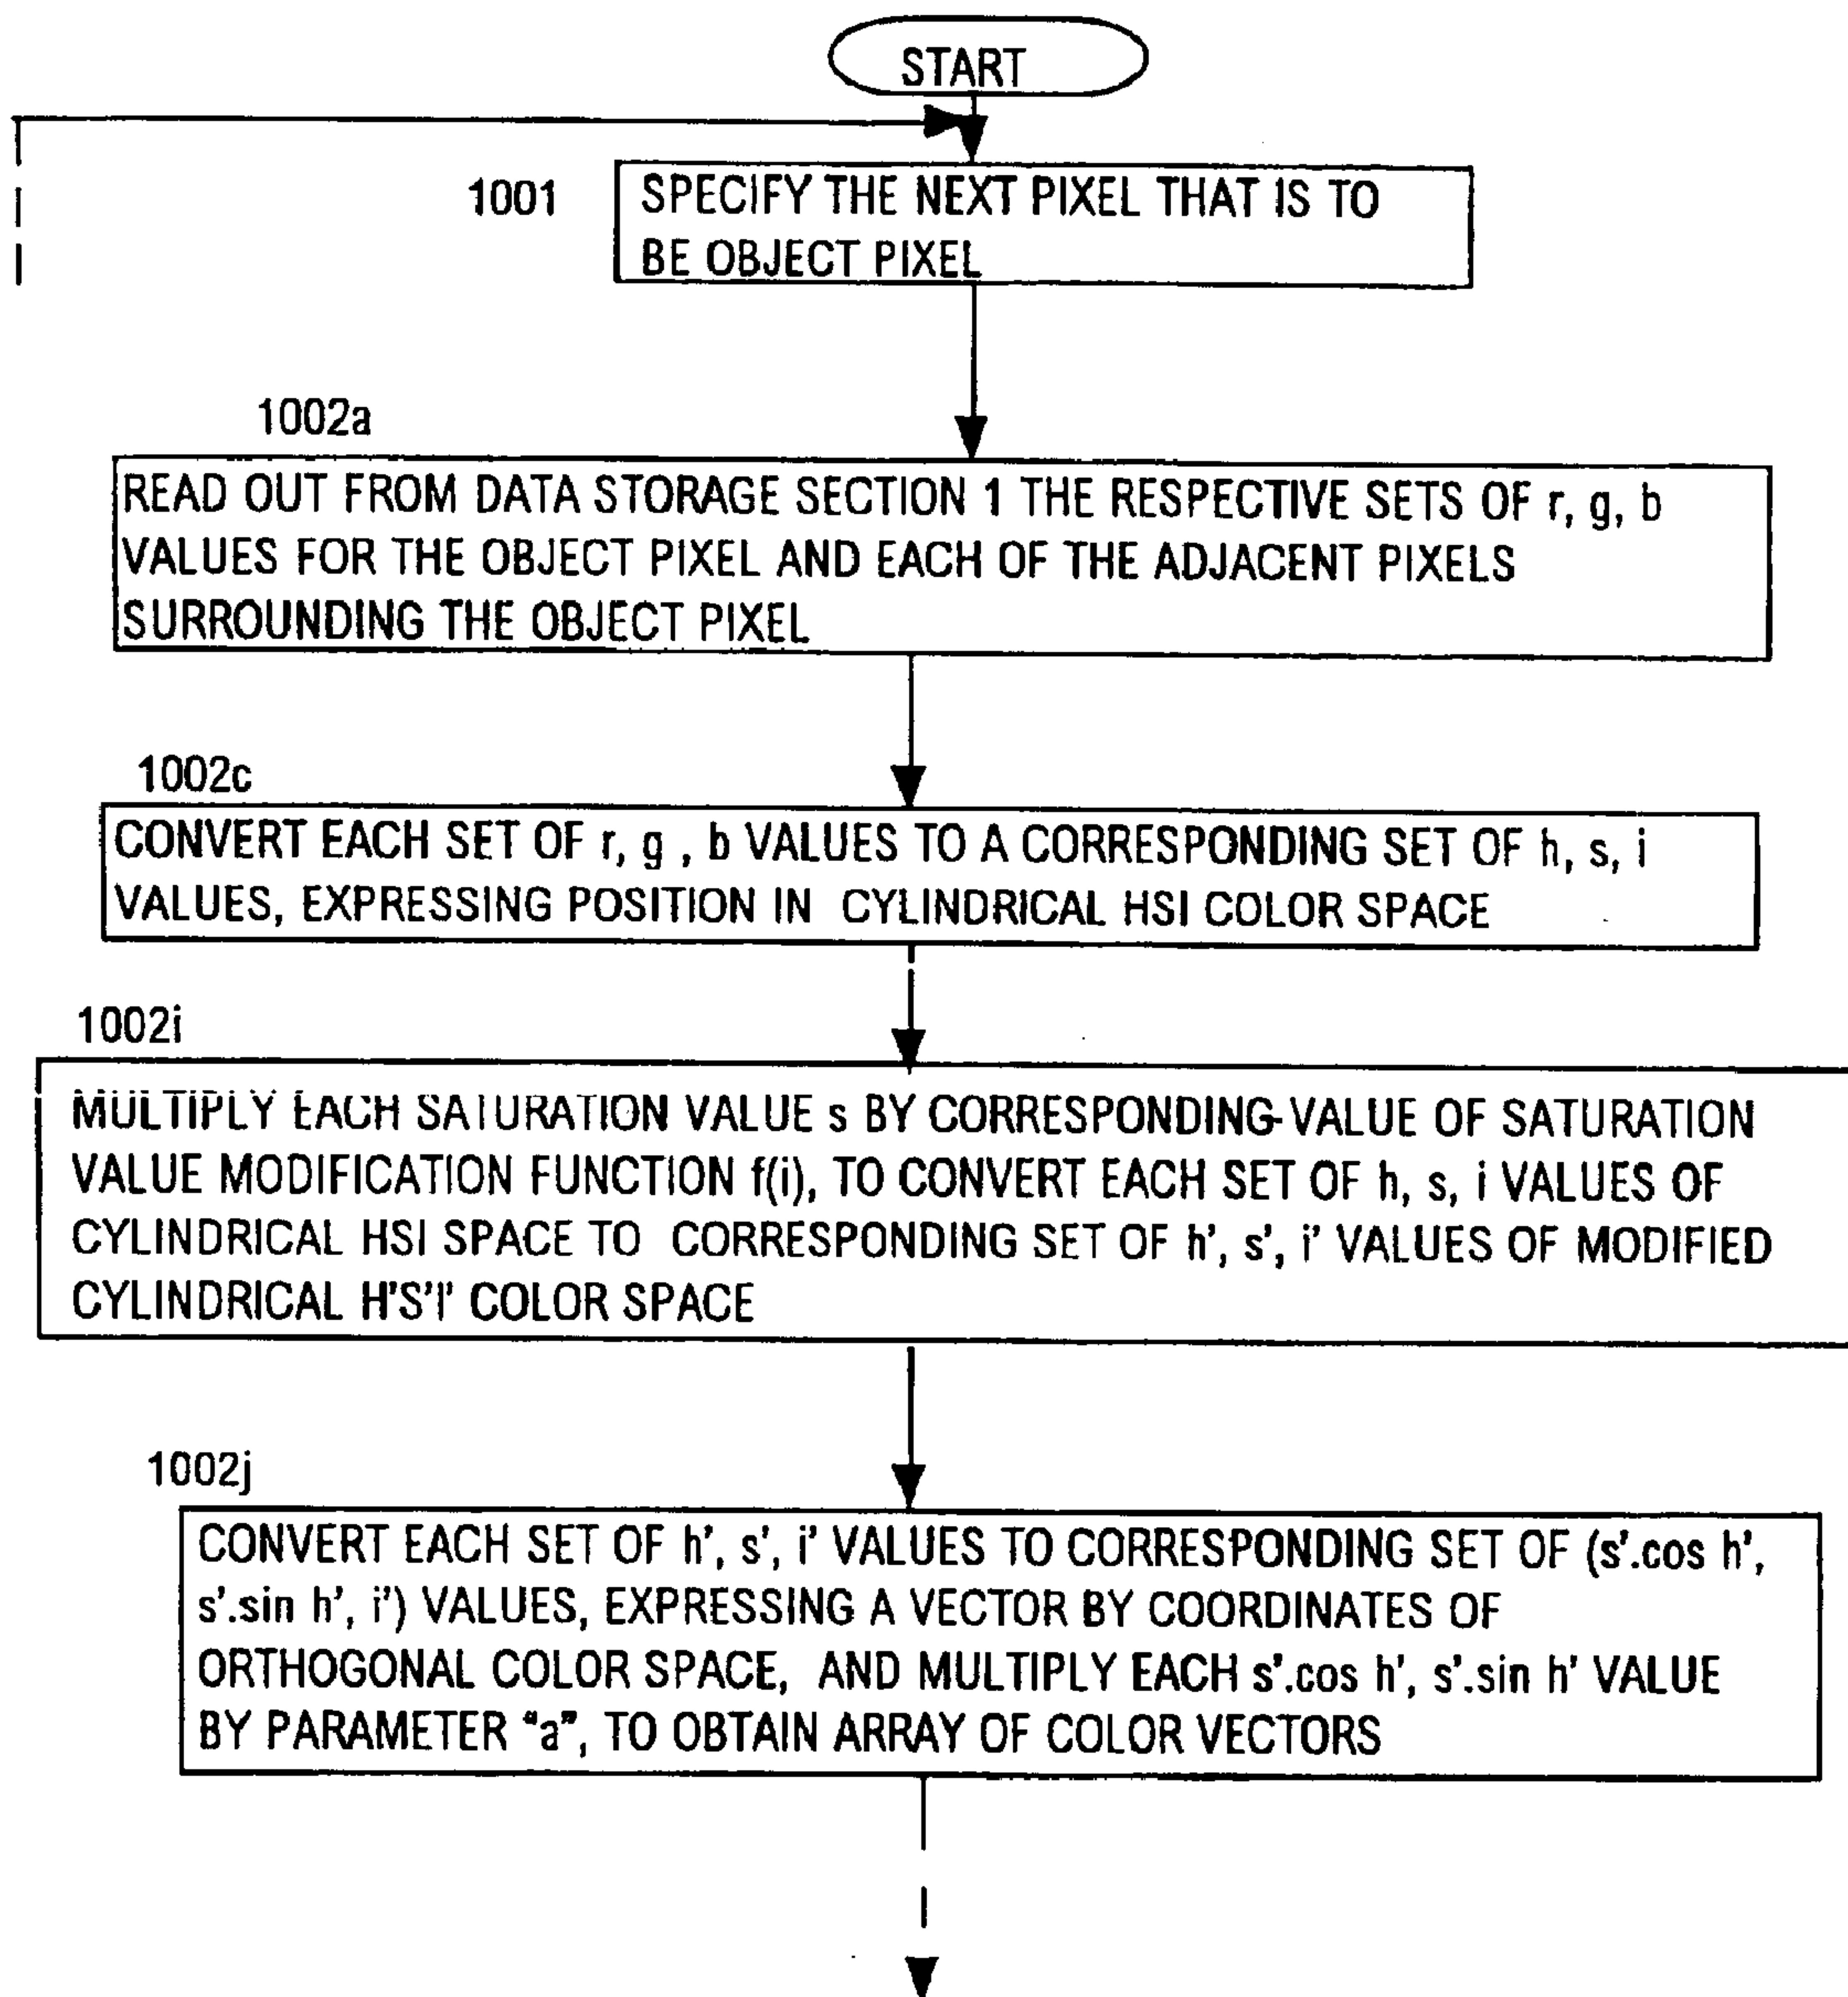 START
1001
SPECIFY THE NEXT PIXEL THAT IS TO
BE OBJECT PIXEL
1002a
READ OUT FROM DATA STORAGE SECTION 1 THE RESPECTIVE SETS OF r, g, b
VALUES FOR THE OBJECT PIXEL AND EACH OF THE ADJACENT PIXELS
SURROUNDING THE OBJECT PIXEL
1002c
CONVERT EACH SET OF r, g , b VALUES TO A CORRESPONDING SET OF h, s, i
VALUES, EXPRESSING POSITION IN CYLINDRICAL HSI COLOR SPACE
1002i
MULTIPLY EACH SATURATION VALUE s BY CORRESPONDING-VALUE OF SATURATION
VALUE MODIFICATION FUNCTION f(i), TO CONVERT EACH SET OF h, s, i VALUES OF
CYLINDRICAL HSI SPACE TO CORRESPONDING SET OF h', s', i' VALUES OF MODIFIED
CYLINDRICAL H'S'I' COLOR SPACE
1002j
CONVERT EACH SET OF h', s', i' VALUES TO CORRESPONDING SET OF (s'.cos h',
s'.sin h', i') VALUES, EXPRESSING A VECTOR BY COORDINATES OF
ORTHOGONAL COLOR SPACE, AND MULTIPLY EACH s'.cos h', s'.sin h' VALUE
BY PARAMETER “a”, TO OBTAIN ARRAY OF COLOR VECTORS